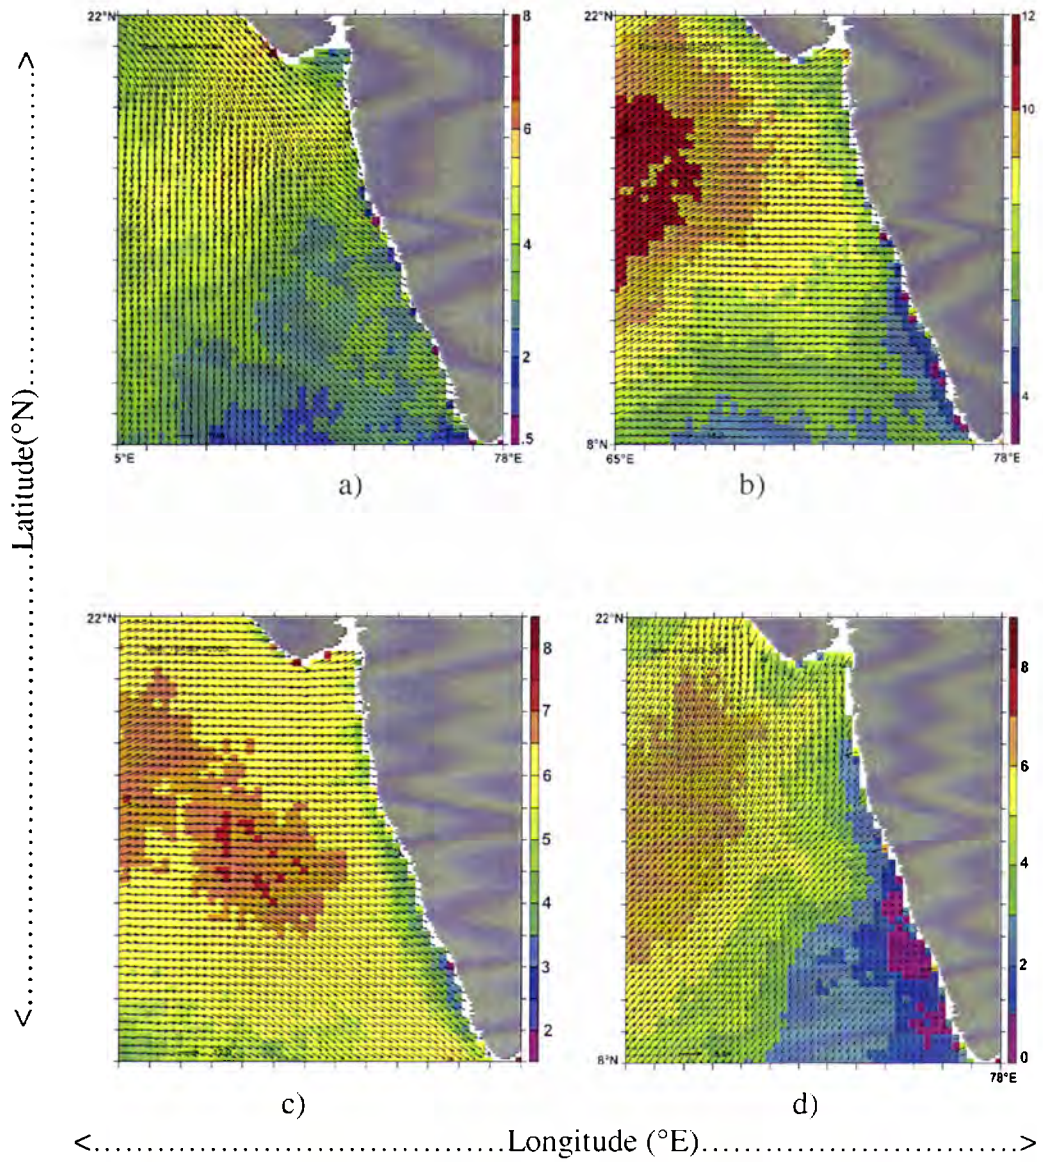 22°N
8
6
4
2
.5
5°E
78°E
a)
22°N
12
10
4
8°N
65°E
78°E
b)
22°N
8
7
6
5
4
3
2
c)
22°N
8
6
4
2
0
8°N
78°E
d)
<......................Latitude(°N)......................>
<..................................Longitude (°E)..........................>